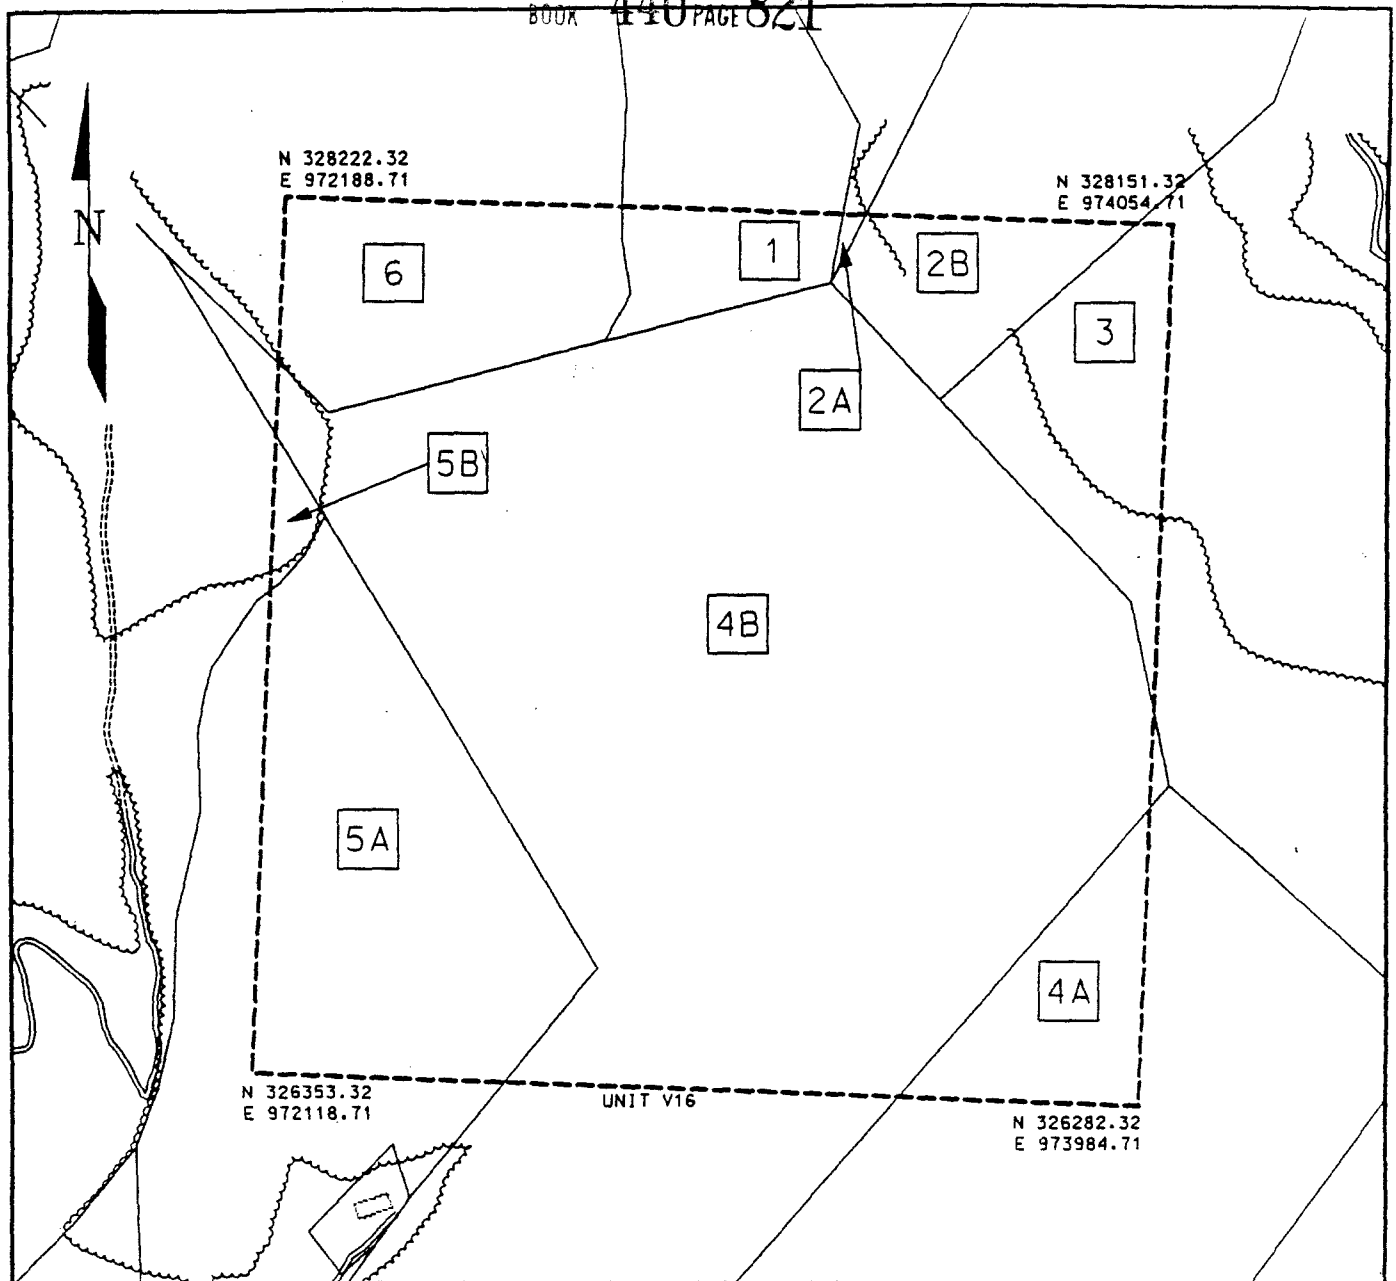 BOOK 440 PAGE 821
N 328222.32
E 972188.71
N 328151.32
E 974054.71
N
6
1
2B
3
2A
5B
4B
5A
4A
N 326353.32
E 972118.71
UNIT V16
N 326282.32
E 973984.71